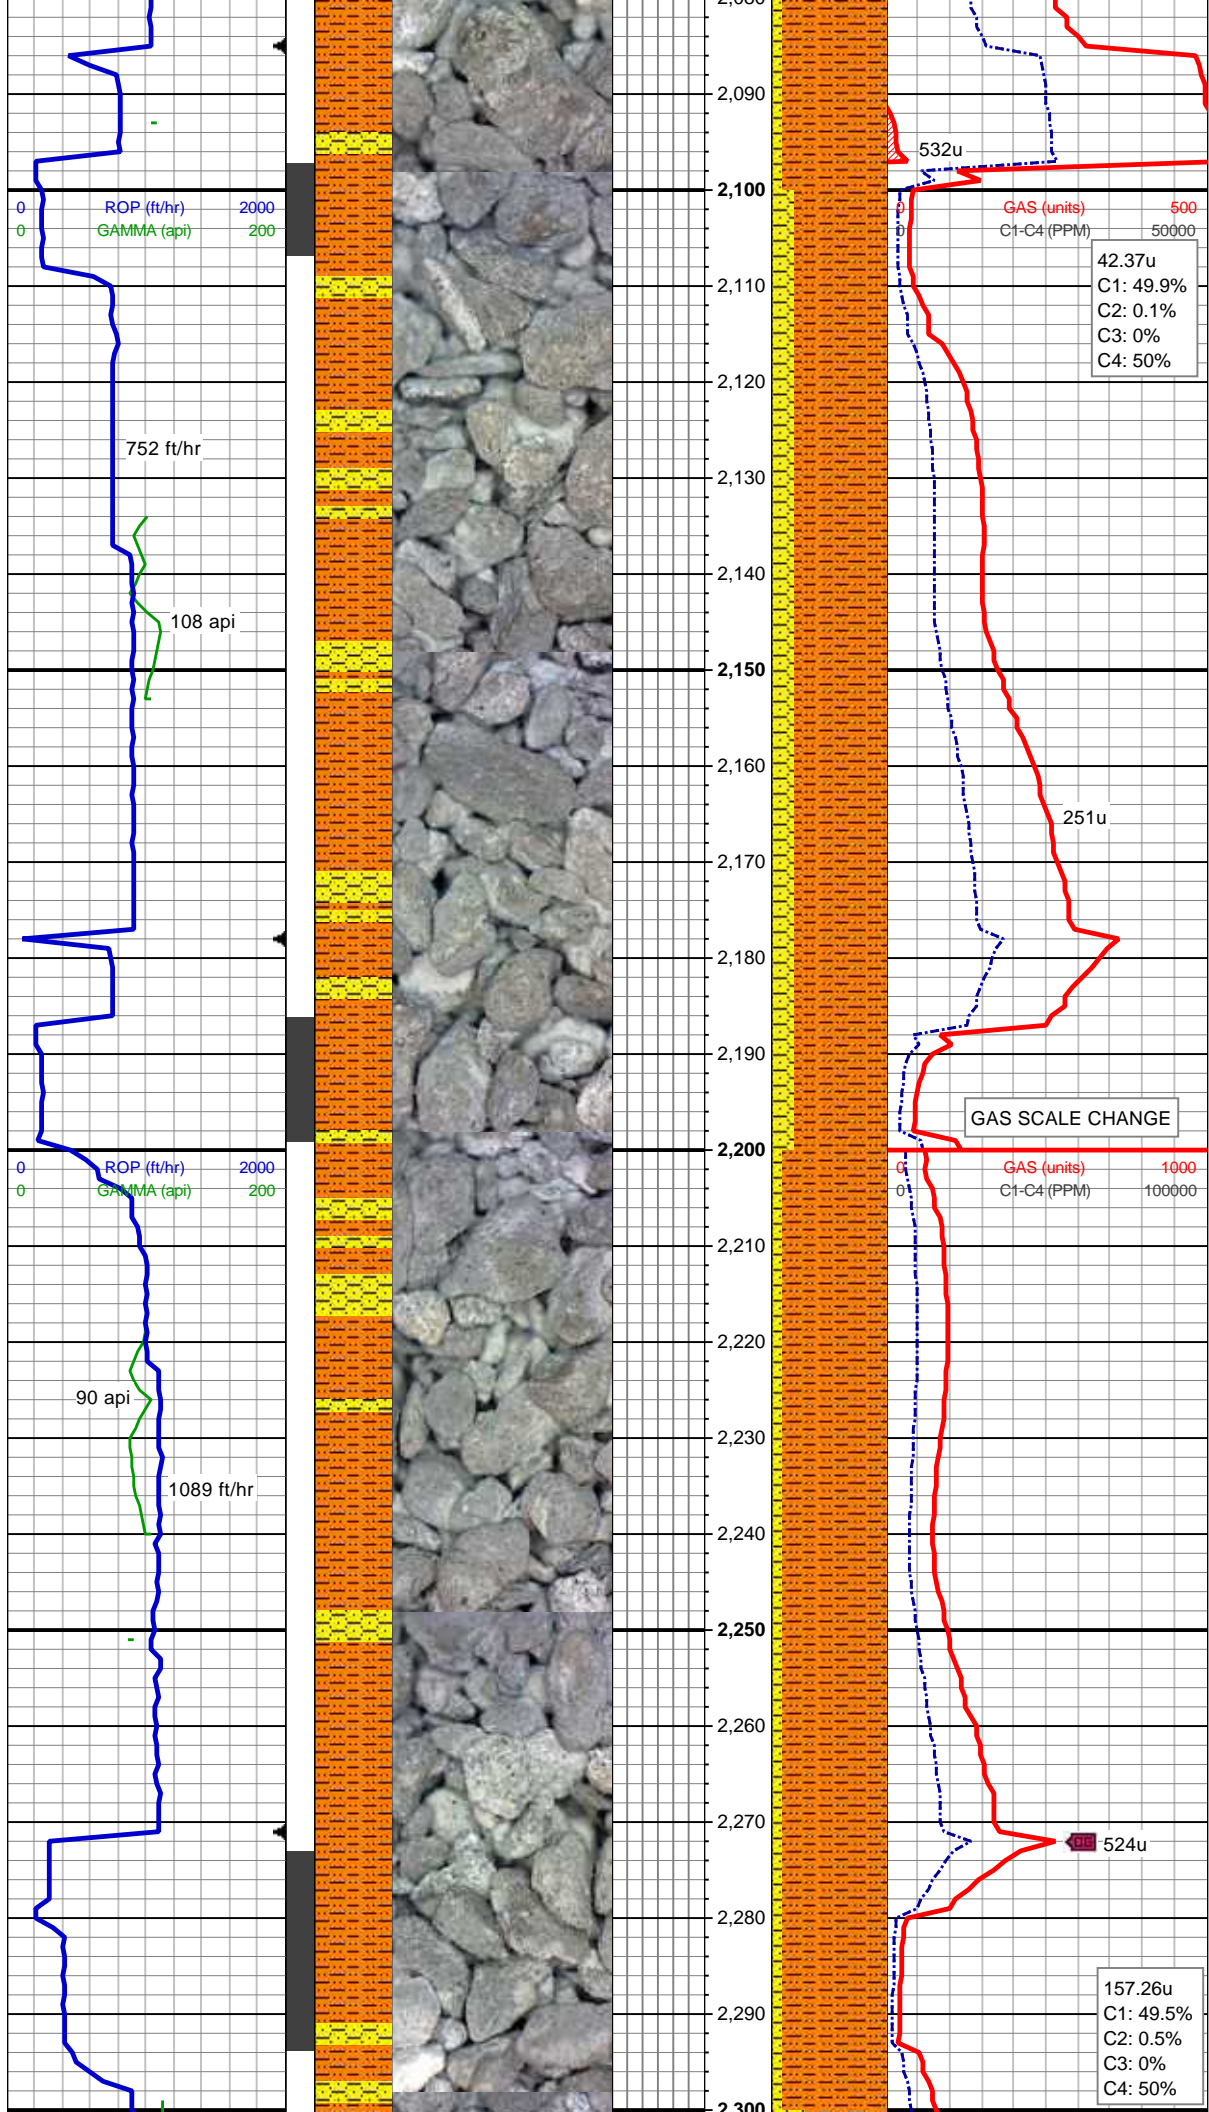 2,090
532u
2,100
0 ROP (ft/hr) 2000
0 GAS (units) 500
0 GAMMA (api) 200
0 C1-C4 (PPM) 50000
42.37u
C1: 49.9%
C2: 0.1%
C3: 0%
C4: 50%
2,110
2,120
752 ft/hr
2,130
2,140
108 api
2,150
2,160
251u
2,170
2,180
2,190
GAS SCALE CHANGE
2,200
0 ROP (ft/hr) 2000
0 GAS (units) 1000
0 GAMMA (api) 200
0 C1-C4 (PPM) 100000
2,210
2,220
90 api
2,230
1089 ft/hr
2,240
2,250
2,260
2,270
524u
2,280
2,290
157.26u
C1: 49.5%
C2: 0.5%
C3: 0%
C4: 50%
2,300